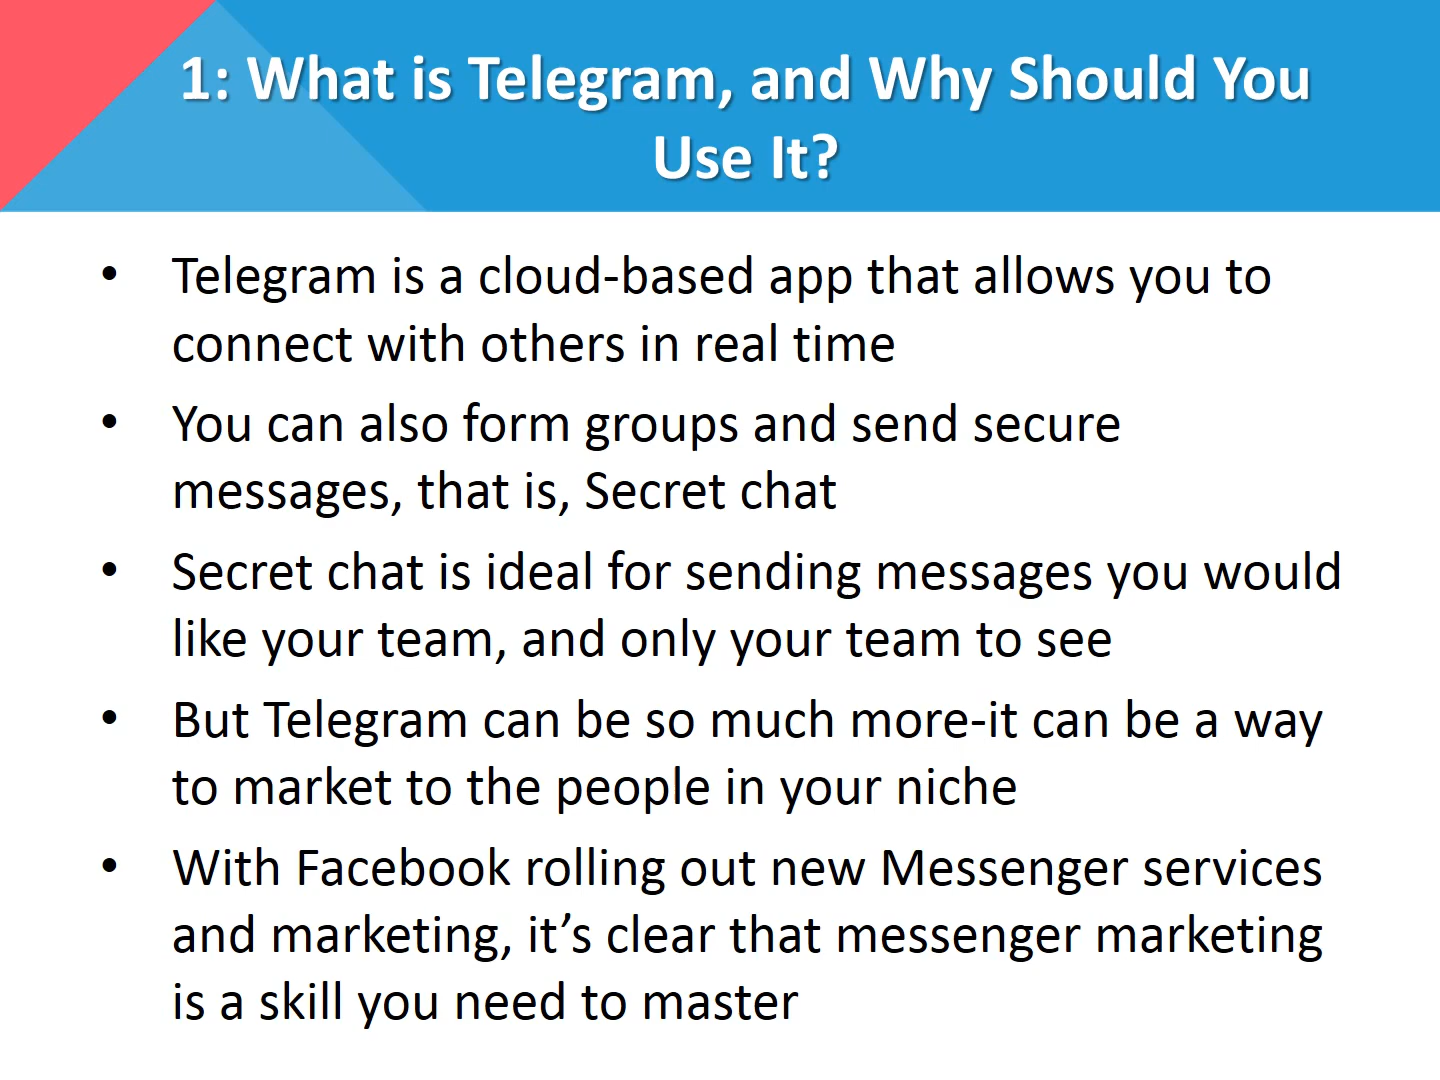 1: What is Telegram, and Why Should You
Use It?
• Telegram is a cloud-based app that allows you to
connect with others in real time
• You can also form groups and send secure
messages, that is, Secret chat
• Secret chat is ideal for sending messages you would
like your team, and only your team to see
• But Telegram can be so much more-it can be a way
to market to the people in your niche
• With Facebook rolling out new Messenger services
and marketing, it’s clear that messenger marketing
is a skill you need to master